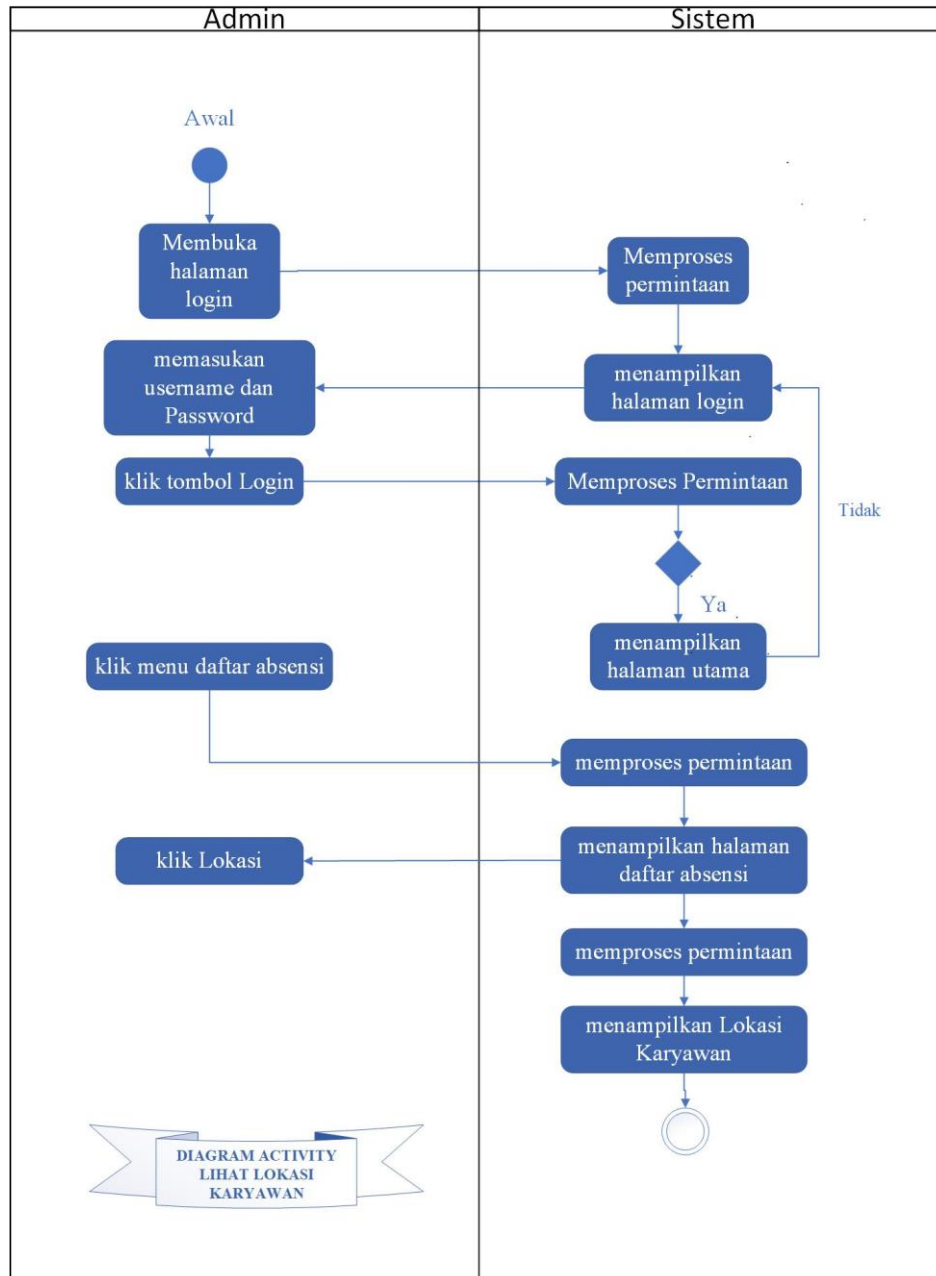 Admin
Sistem
Awal
Membuka
halaman
login
Memproses
permintaan
memasukan
username dan
Password
menampilkan
halaman login
klik tombol Login
Memproses Permintaan
Tidak
Ya
klik menu daftar absensi
menampilkan
halaman utama
memproses permintaan
klik Lokasi
menampilkan halaman
daftar absensi
memproses permintaan
menampilkan Lokasi
Karyawan
DIAGRAM ACTIVITY
LIHAT LOKASI
KARYAWAN